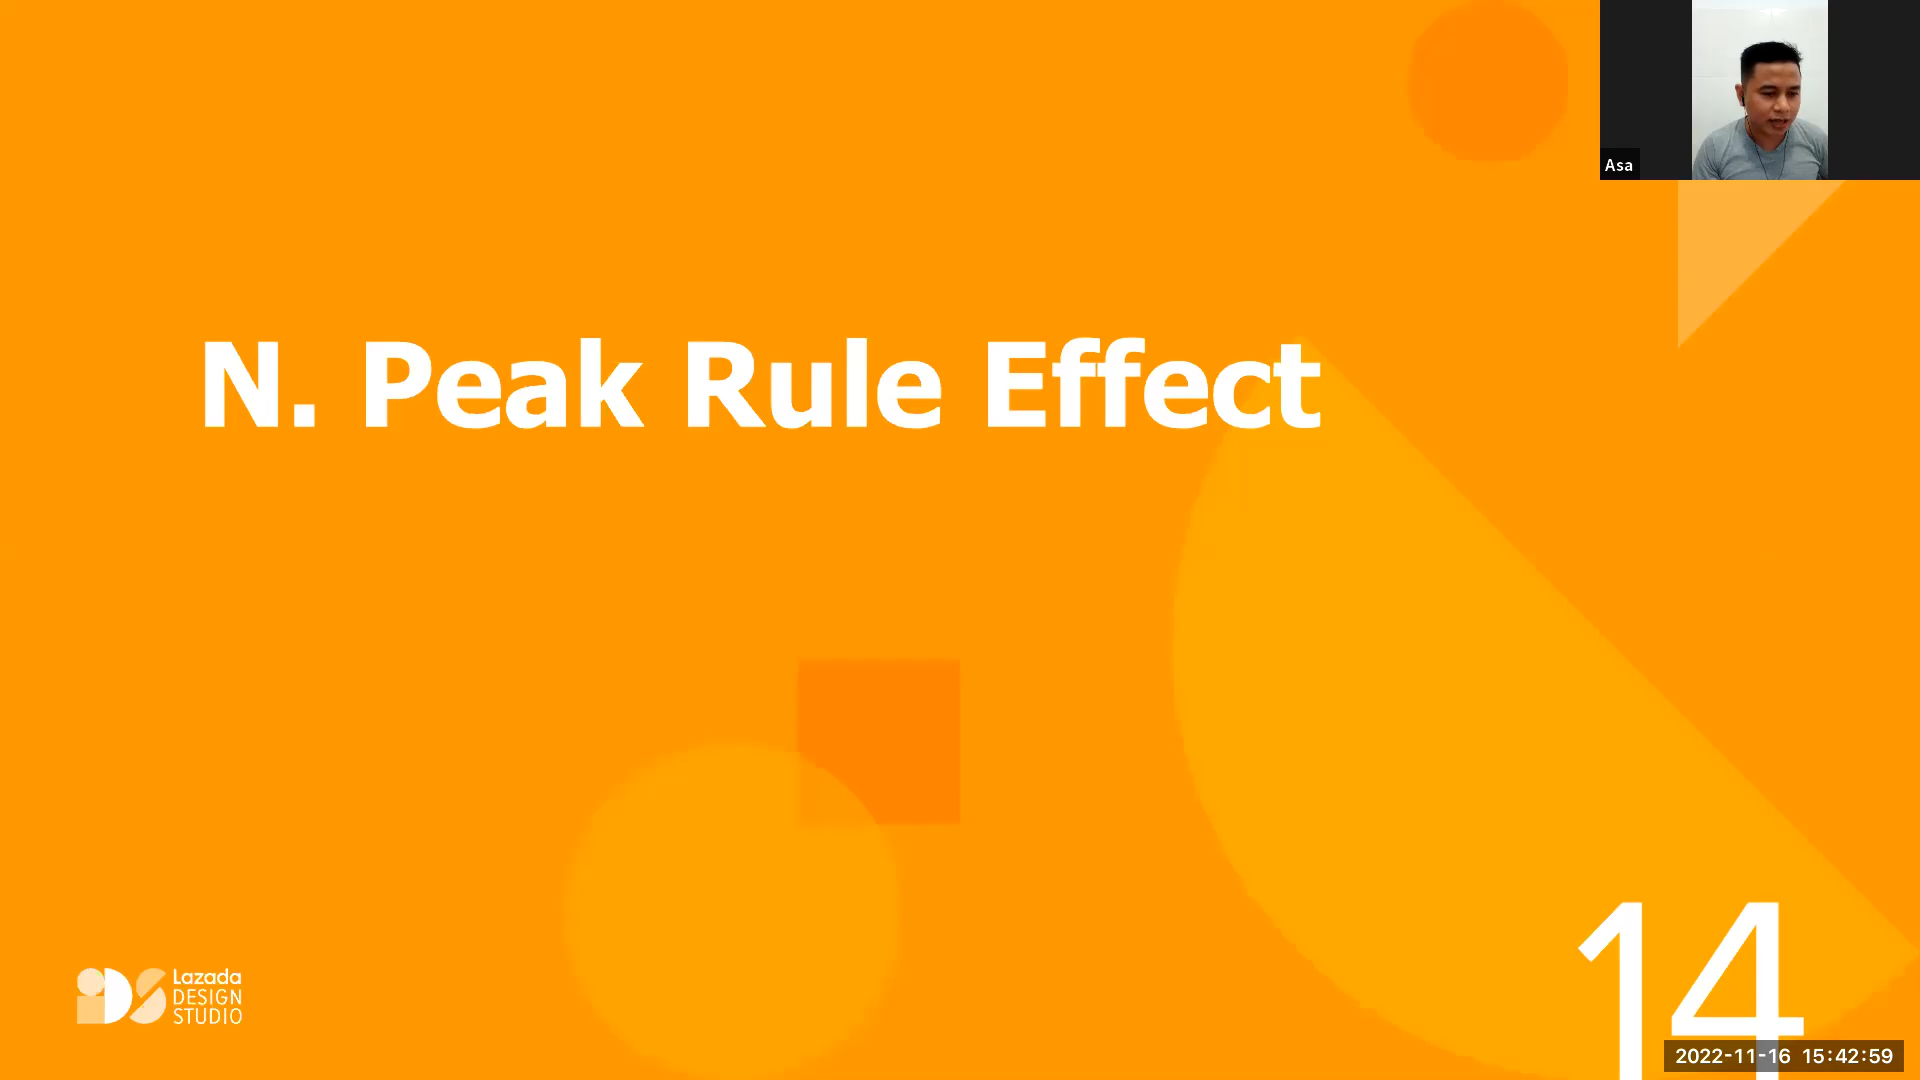 Asa
N. Peak Rule Effect
Lazada
DESIGN
STUDIO
14
2022-11-16 15:42:59